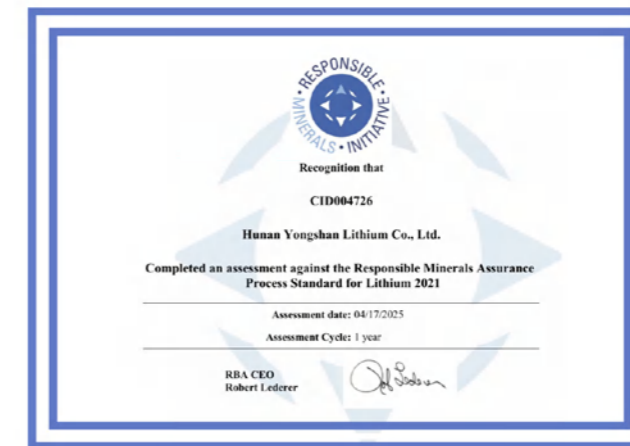 RESPONSIBLE
MINERALS • INITIATIVE
Recognition that
CID004726
Hunan Yongshan Lithium Co., Ltd.
Completed an assessment against the Responsible Minerals Assurance
Process Standard for Lithium 2021
Assessment date: 04/17/2025
Assessment Cycle: 1 year
RBA CEO
Robert Lederer